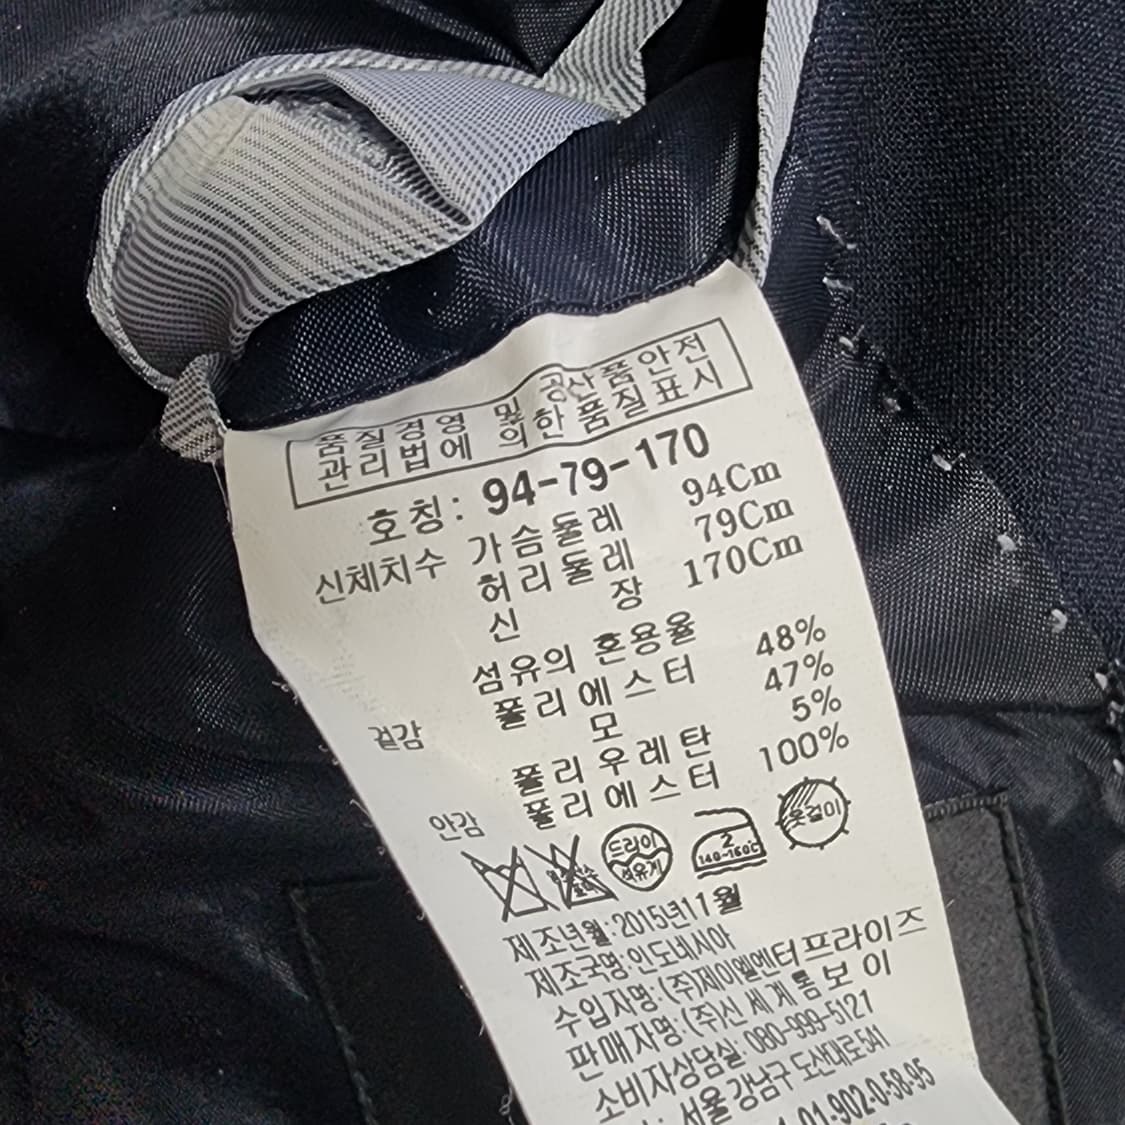 품질경영 및 공산품안전
관리법에 의한 품질표시
호칭: 94-79-170
신체치수 가슴둘레 94Cm
허리둘레 79Cm
신 장 170Cm
섬유의 혼용율
겉감 폴리에스터 48%
모 47%
폴리우레탄 5%
안감 폴리에스터 100%
드라이
석유계
2
140~160℃
옷걸이
제조년월: 2015년11월
제조국명: 인도네시아
수입자명: (주)제이엘엔터프라이즈
판매자명: (주)신세계톰보이
소비자상담실: 080-999-5121
서울 강남구 도산대로541
01.902-0-58-95